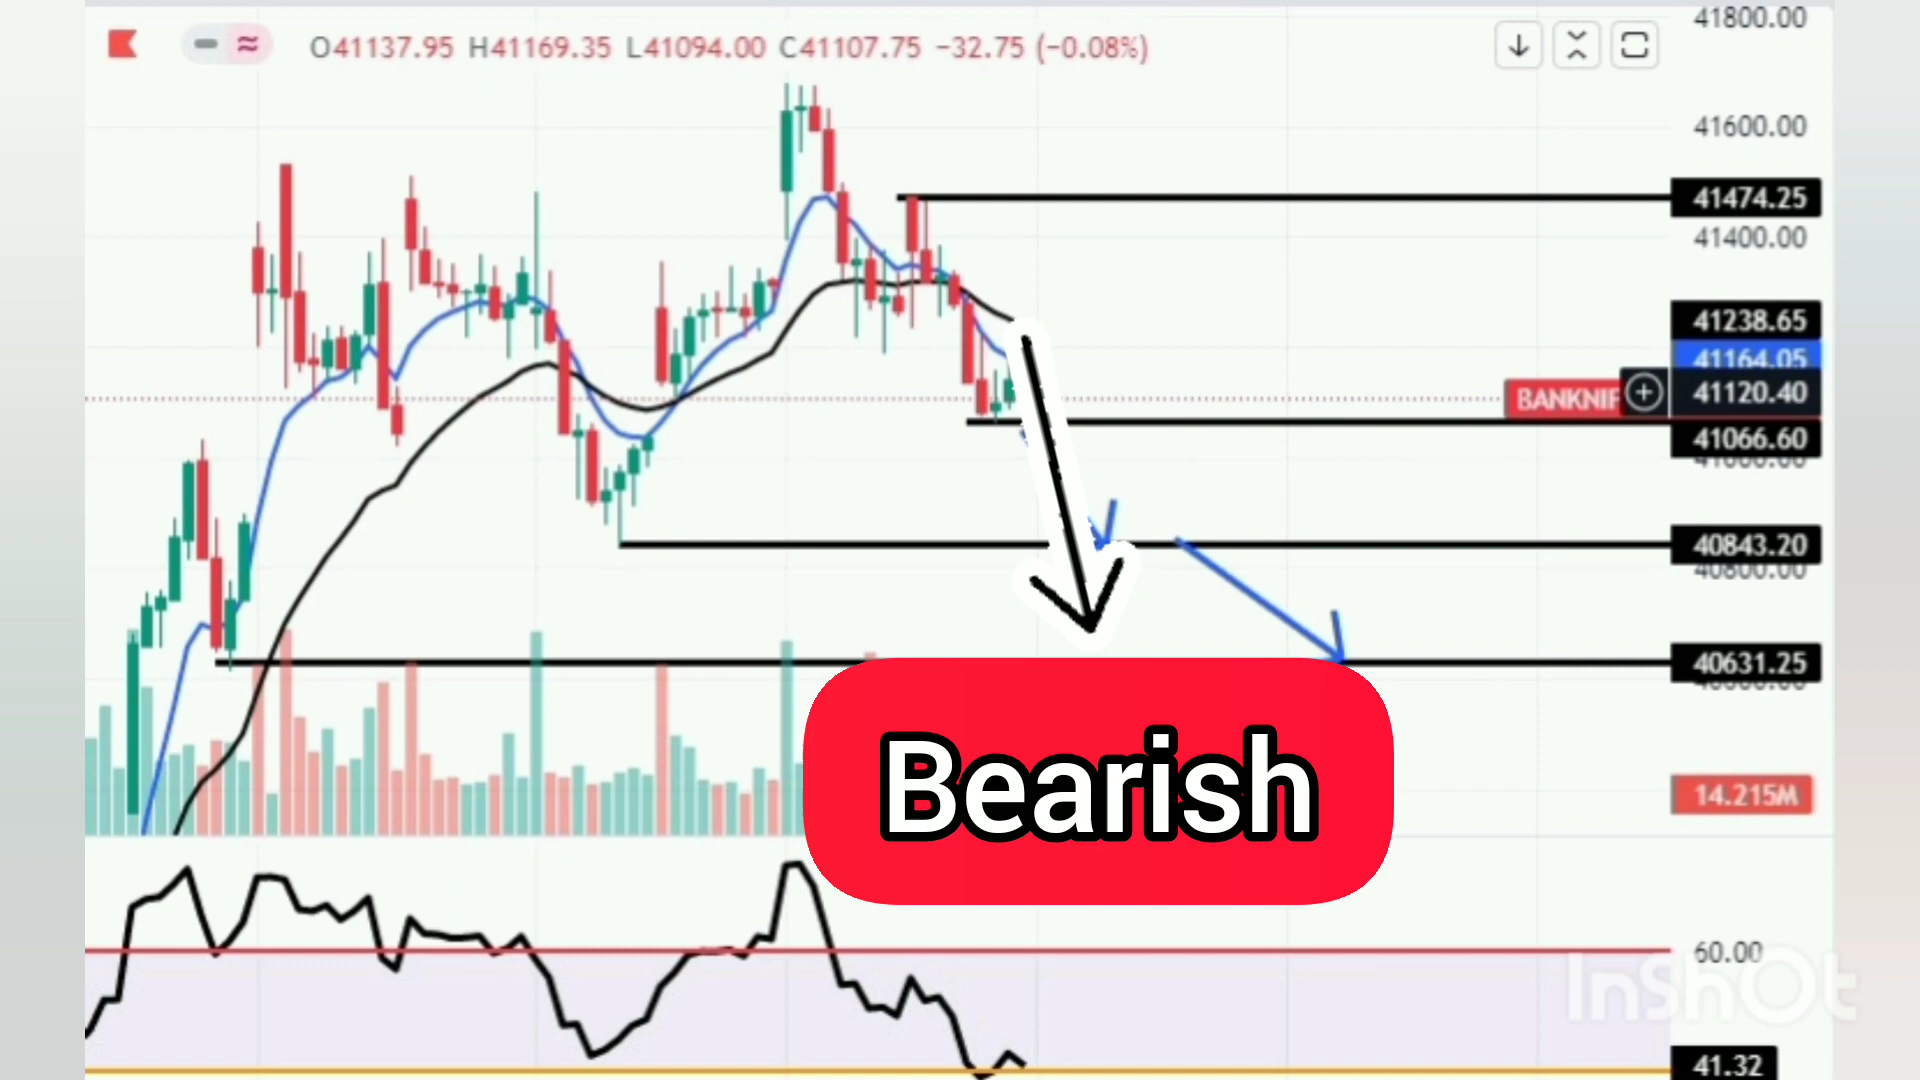 O41137.95 H41169.35 L41094.00 C41107.75 −32.75 (−0.08%)
41800.00
41600.00
41474.25
41400.00
41238.65
41164.05
BANKNIF
41120.40
41066.60
40843.20
40800.00
40631.25
Bearish
14.215M
60.00
InShOt
41.32